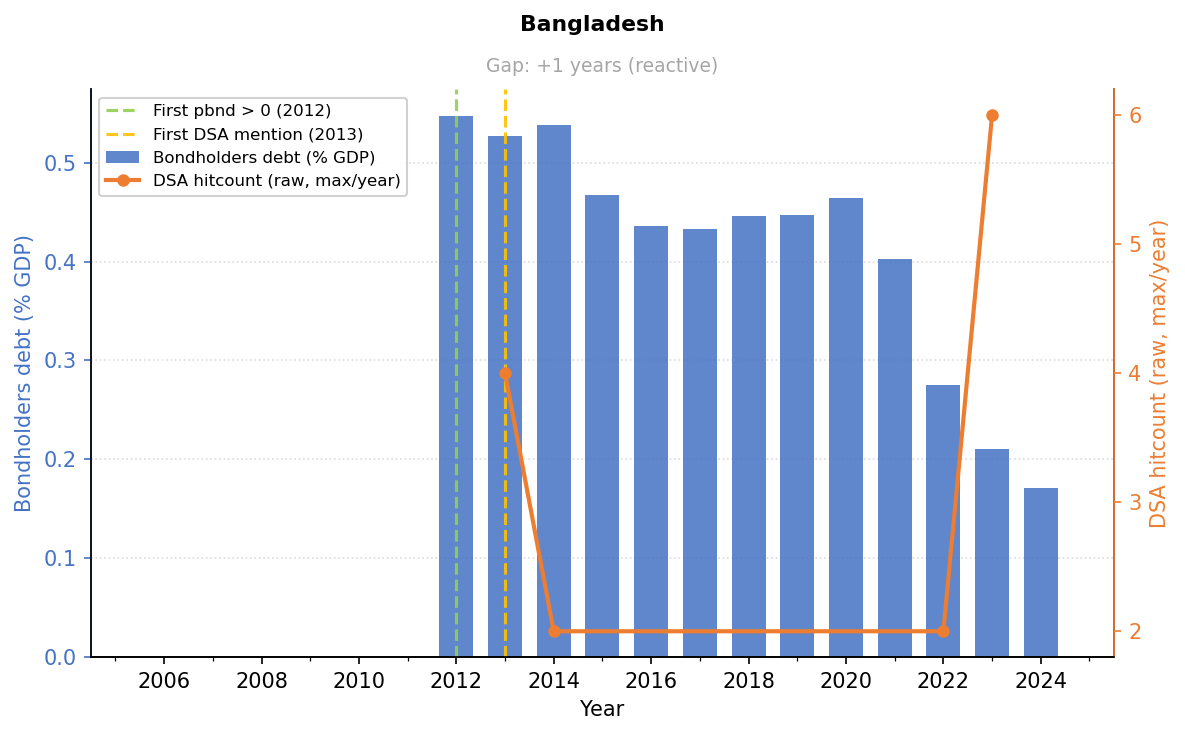 Bangladesh
Gap: +1 years (reactive)
First pbnd > 0 (2012)
First DSA mention (2013)
Bondholders debt (% GDP)
DSA hitcount (raw, max/year)
Bondholders debt (% GDP)
0.5
0.4
0.3
0.2
0.1
0.0
6
5
4
3
2
DSA hitcount (raw, max/year)
2006 2008 2010 2012 2014 2016 2018 2020 2022 2024
Year